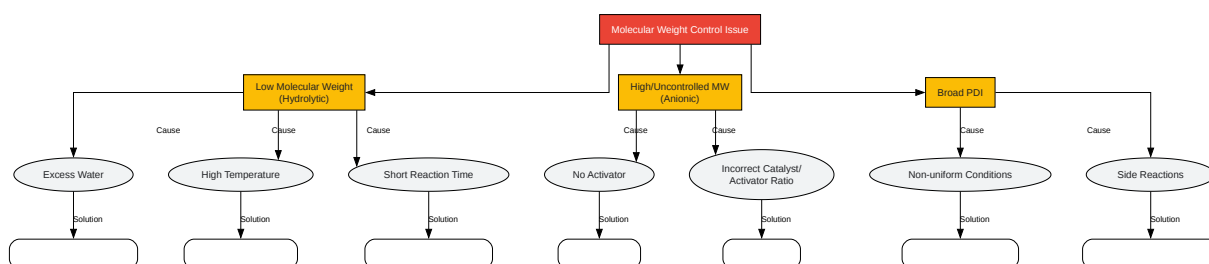 Molecular Weight Control Issue
Low Molecular Weight
(Hydrolytic)
High/Uncontrolled MW
(Anionic)
Broad PDI
Cause
Cause
Cause
Cause
Cause
Cause
Cause
Excess Water
High Temperature
Short Reaction Time
No Activator
Incorrect Catalyst/
Activator Ratio
Non-uniform Conditions
Side Reactions
Solution
Solution
Solution
Solution
Solution
Solution
Solution